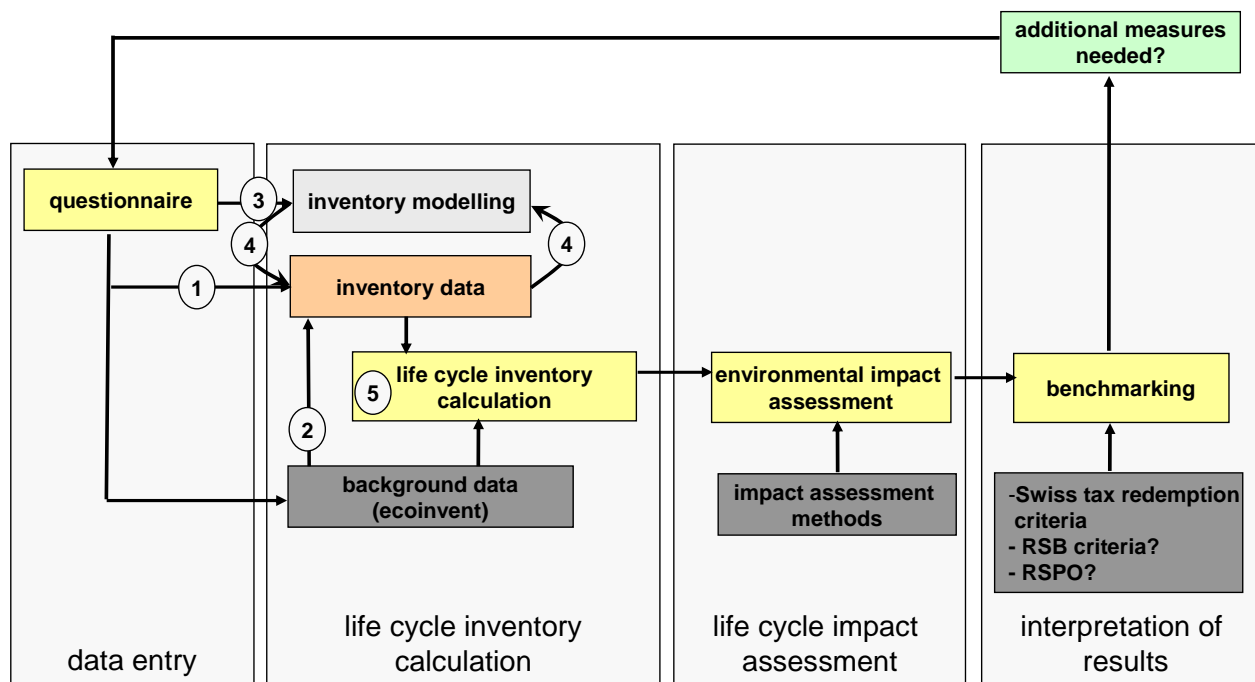 additional measures
needed?
questionnaire
3
inventory modelling
4
4
1
inventory data
5
life cycle inventory
calculation
environmental impact
assessment
benchmarking
2
background data
(ecoinvent)
impact assessment
methods
-Swiss tax redemption
criteria
- RSB criteria?
- RSPO?
data entry
life cycle inventory
calculation
life cycle impact
assessment
interpretation of
results